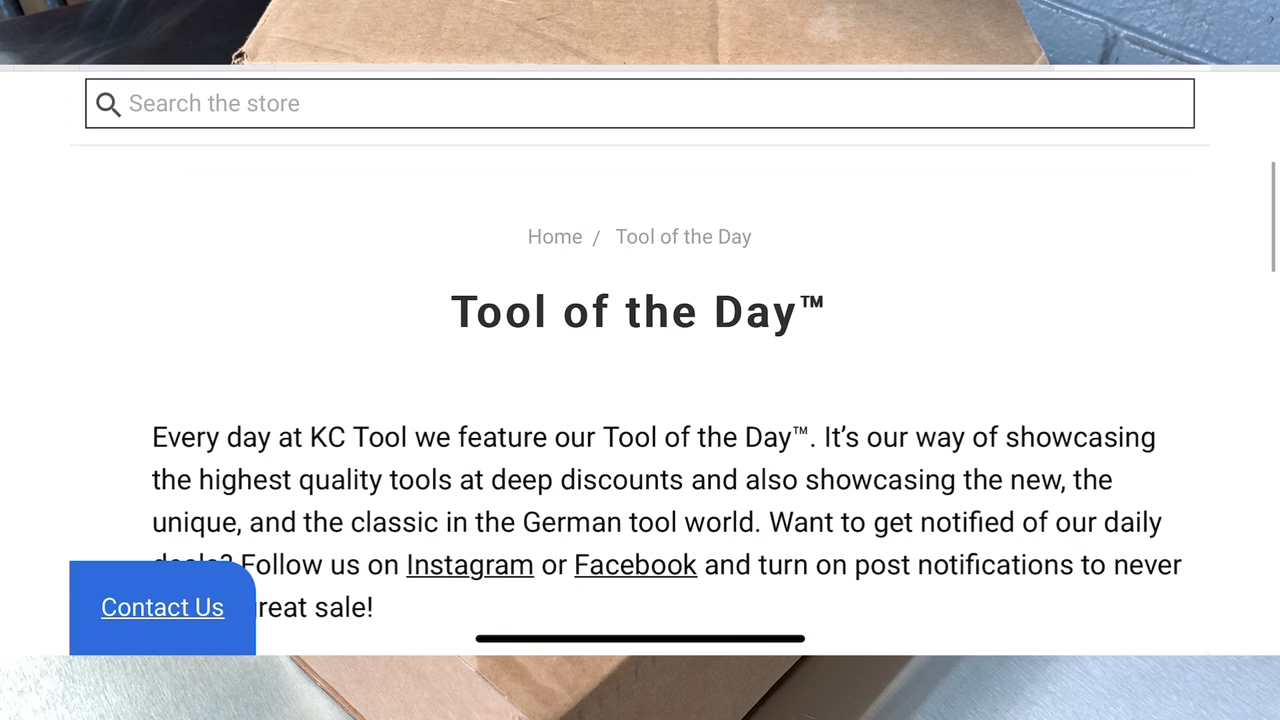 Search the store
Home / Tool of the Day
Tool of the Day™
Every day at KC Tool we feature our Tool of the Day™. It’s our way of showcasing
the highest quality tools at deep discounts and also showcasing the new, the
unique, and the classic in the German tool world. Want to get notified of our daily
Follow us on Instagram or Facebook and turn on post notifications to never
great sale!
Contact Us